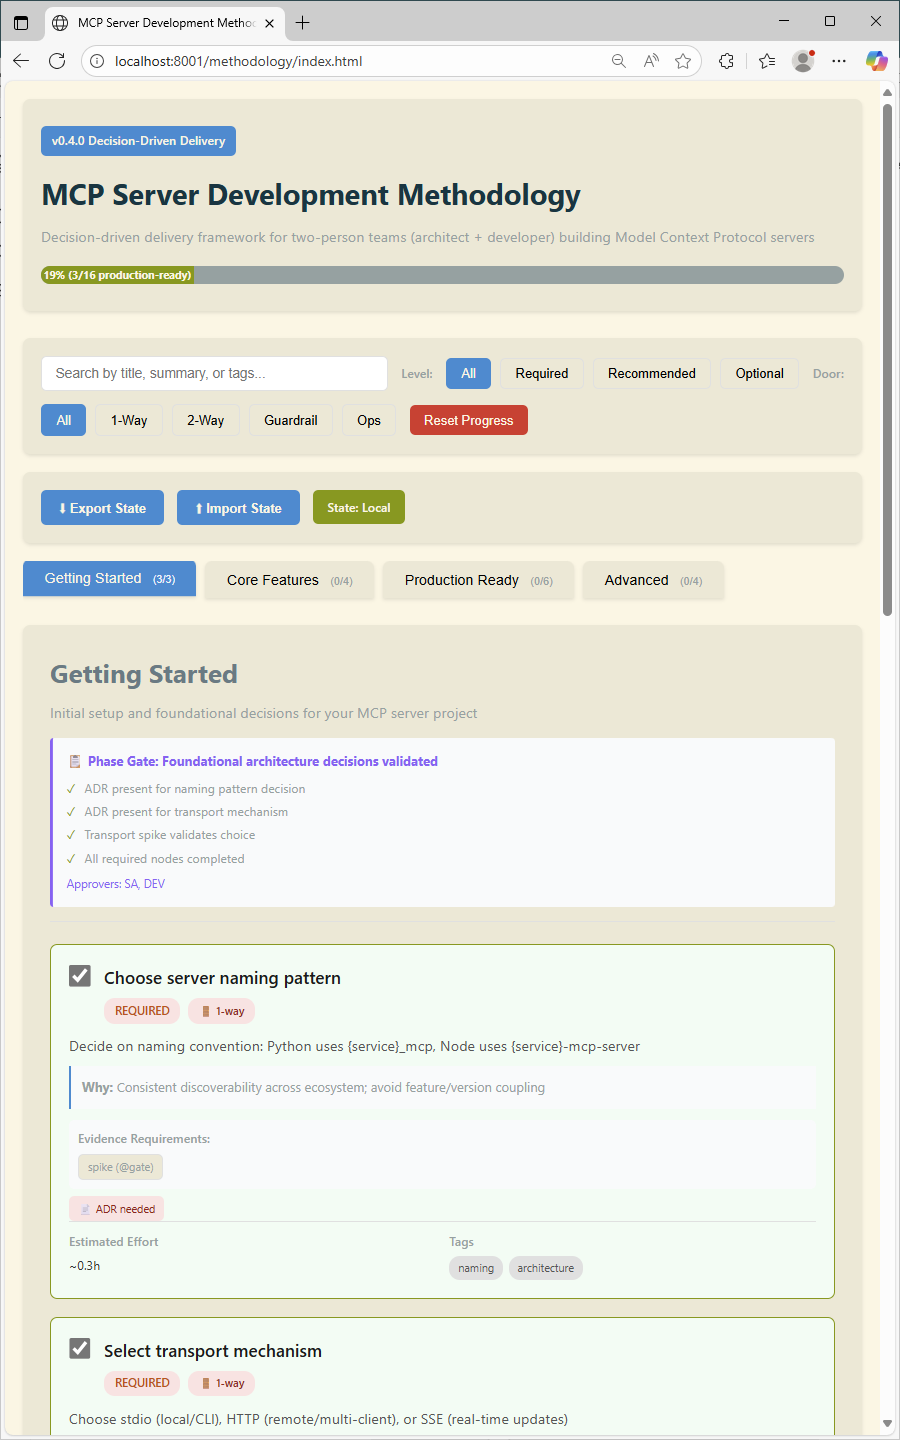 MCP Server Development Metho
localhost:8001/methodology/index.html
v0.4.0 Decision-Driven Delivery
MCP Server Development Methodology
Decision-driven delivery framework for two-person teams (architect + developer) building Model Context Protocol servers
19% (3/16 production-ready)
Search by title, summary, or tags... Level: All Required Recommended Optional Door:
All 1-Way 2-Way Guardrail Ops Reset Progress
⬇ Export State ⬆ Import State State: Local
Getting Started (3/3) Core Features (0/4) Production Ready (0/6) Advanced (0/4)
Getting Started
Initial setup and foundational decisions for your MCP server project
📋 Phase Gate: Foundational architecture decisions validated
✓ ADR present for naming pattern decision
✓ ADR present for transport mechanism
✓ Transport spike validates choice
✓ All required nodes completed
Approvers: SA, DEV
Choose server naming pattern
REQUIRED 🚪 1-way
Decide on naming convention: Python uses {service}_mcp, Node uses {service}-mcp-server
Why: Consistent discoverability across ecosystem; avoid feature/version coupling
Evidence Requirements:
spike (@gate)
ADR needed
Estimated Effort Tags
~0.3h naming architecture
Select transport mechanism
REQUIRED 🚪 1-way
Choose stdio (local/CLI), HTTP (remote/multi-client), or SSE (real-time updates)